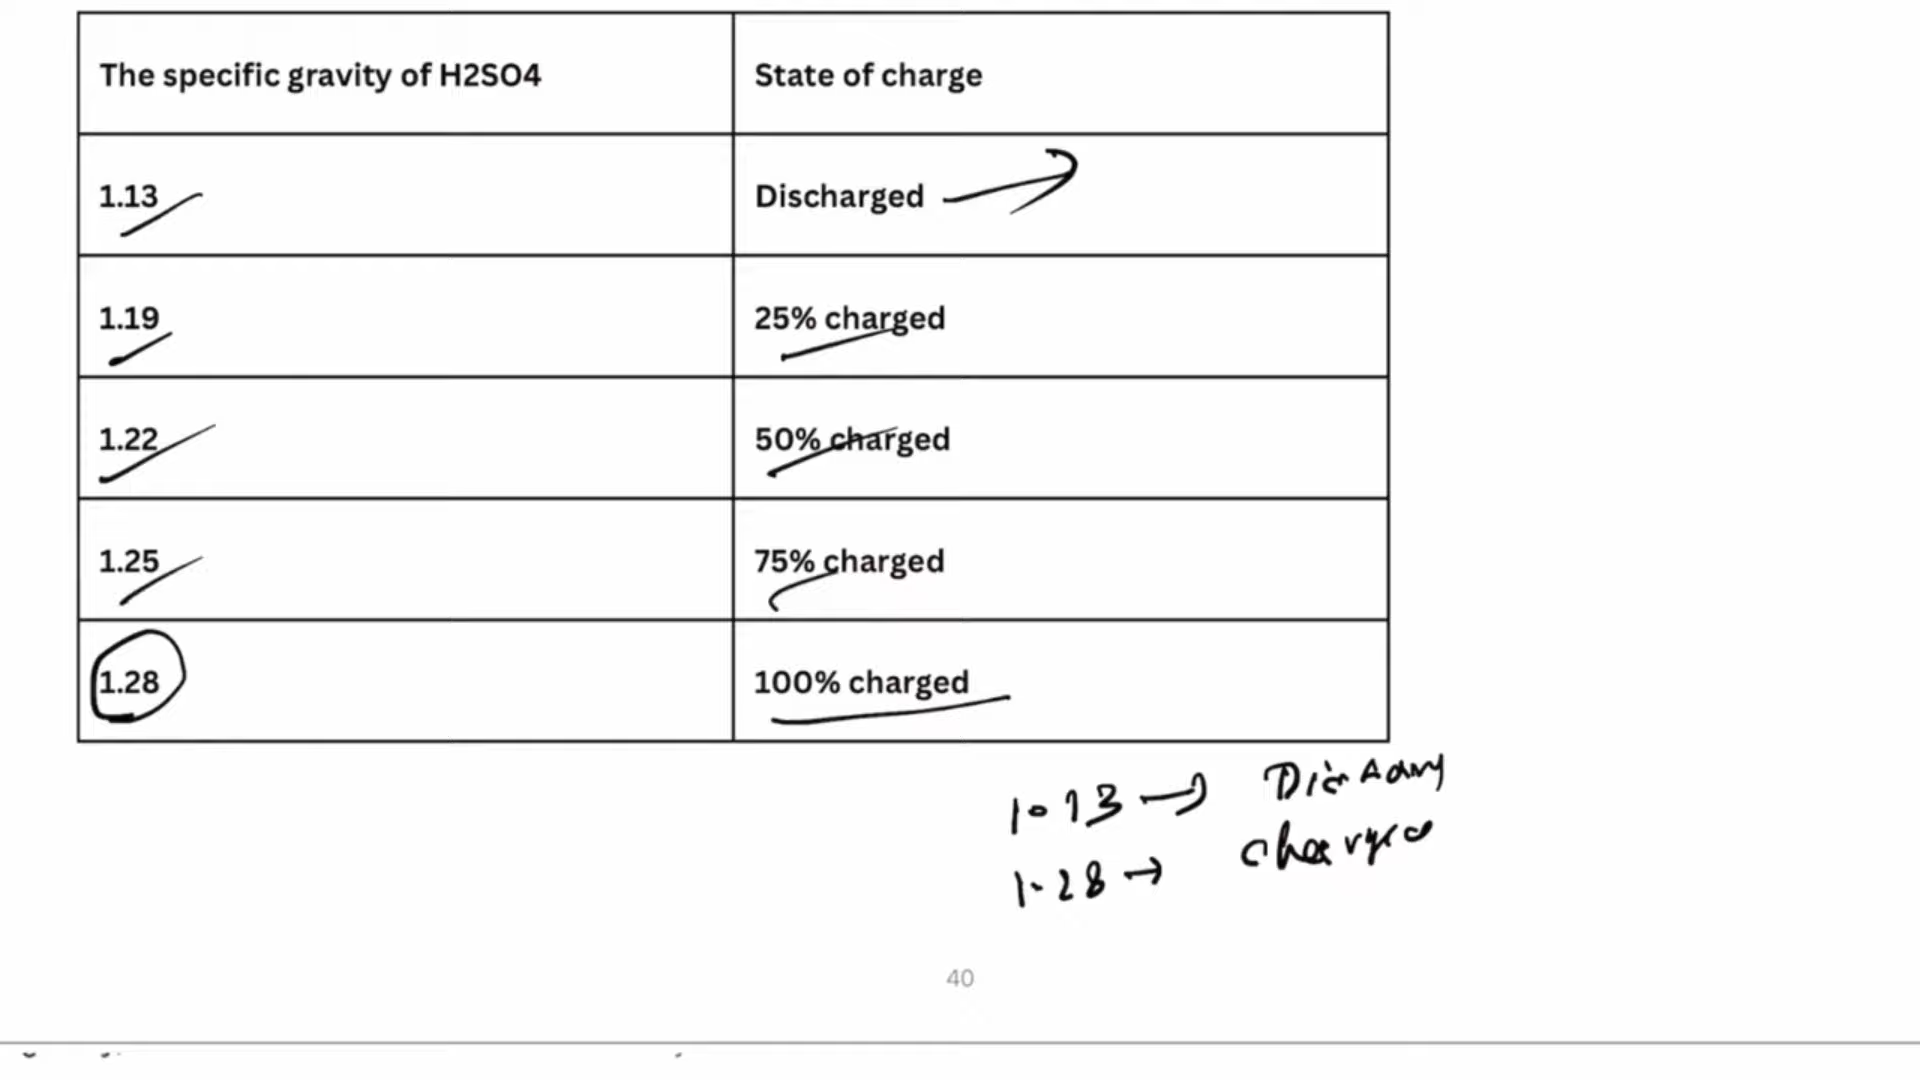 The specific gravity of H2SO4 State of charge
1.13 Discharged
1.19 25% charged
1.22 50% charged
1.25 75% charged
1.28 100% charged
1.13 →
1.28 →
40